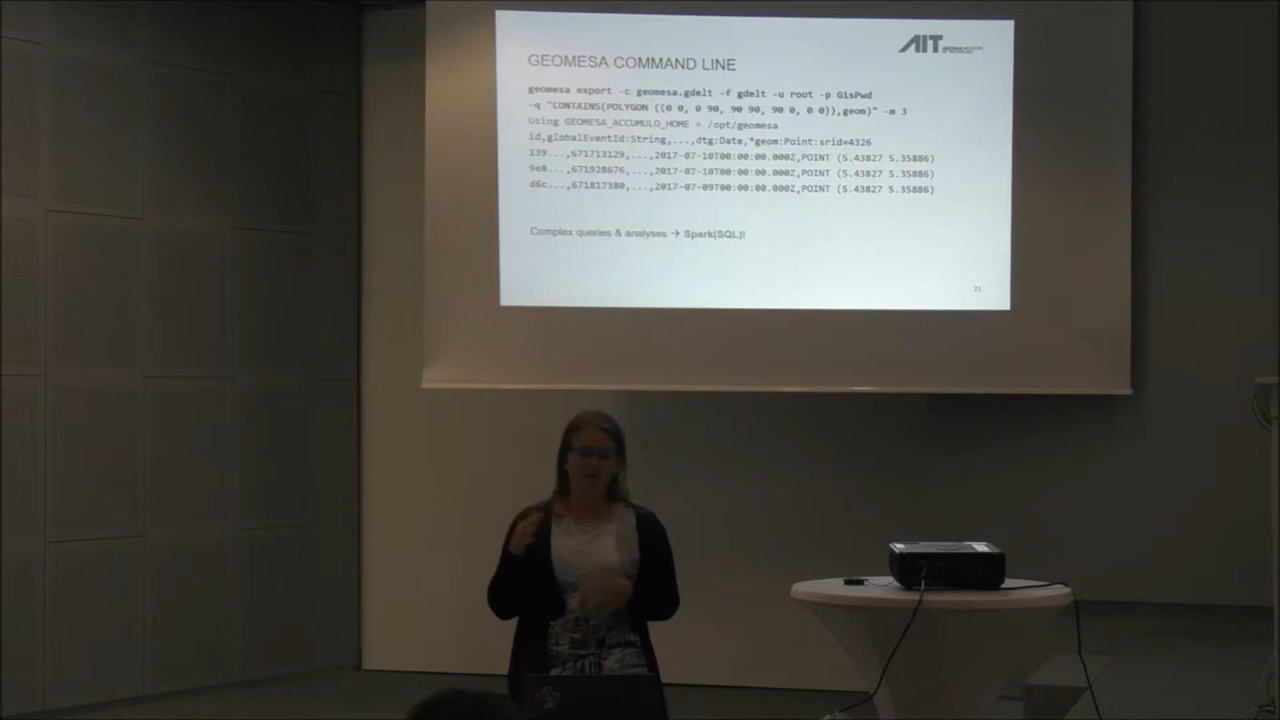 AIT
GEOMESA COMMAND LINE
geomesa export -c geomesa.gdelt -f gdelt -u root -p GisPwd
-q "CONTAINS(POLYGON ((0 0, 0 90, 90 90, 90 0, 0 0)),geom)" -m 3
Using GEOMESA_ACCUMULO_HOME = /opt/geomesa
id,globalEventId:String,...,dtg:Date,*geom:Point:srid=4326
139...,671713129,...,2017-07-10T00:00:00.000Z,POINT (5.43827 5.35886)
9e8...,671928676,...,2017-07-10T00:00:00.000Z,POINT (5.43827 5.35886)
d6c...,671817380,...,2017-07-09T00:00:00.000Z,POINT (5.43827 5.35886)
Complex queries & analyses → Spark(SQL)!
23